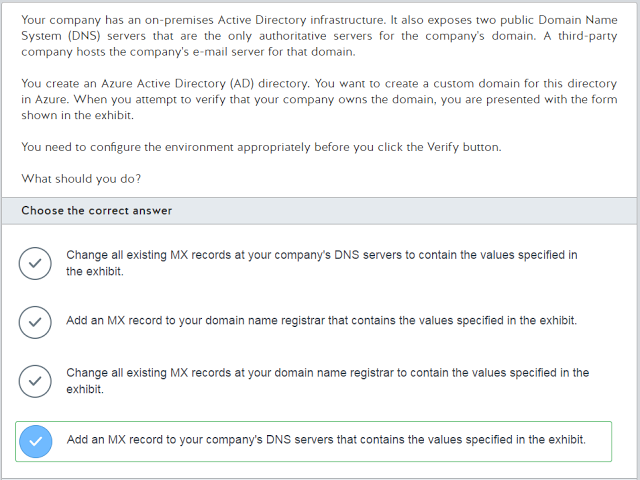 Your company has an on-premises Active Directory infrastructure. It also exposes two public Domain Name
System (DNS) servers that are the only authoritative servers for the company's domain. A third-party
company hosts the company's e-mail server for that domain.
You create an Azure Active Directory (AD) directory. You want to create a custom domain for this directory
in Azure. When you attempt to verify that your company owns the domain, you are presented with the form
shown in the exhibit.
You need to configure the environment appropriately before you click the Verify button.
What should you do?
Choose the correct answer
Change all existing MX records at your company's DNS servers to contain the values specified in
the exhibit.
Add an MX record to your domain name registrar that contains the values specified in the exhibit.
Change all existing MX records at your domain name registrar to contain the values specified in the
exhibit.
Add an MX record to your company's DNS servers that contains the values specified in the exhibit.